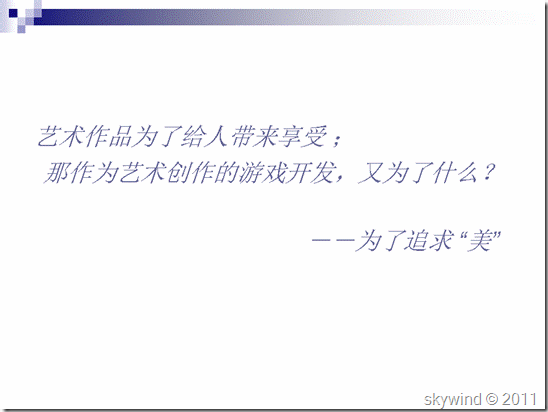 艺术作品为了给人带来享受；
那作为艺术创作的游戏开发，又为了什么？
－－为了追求“美”
skywind © 2011